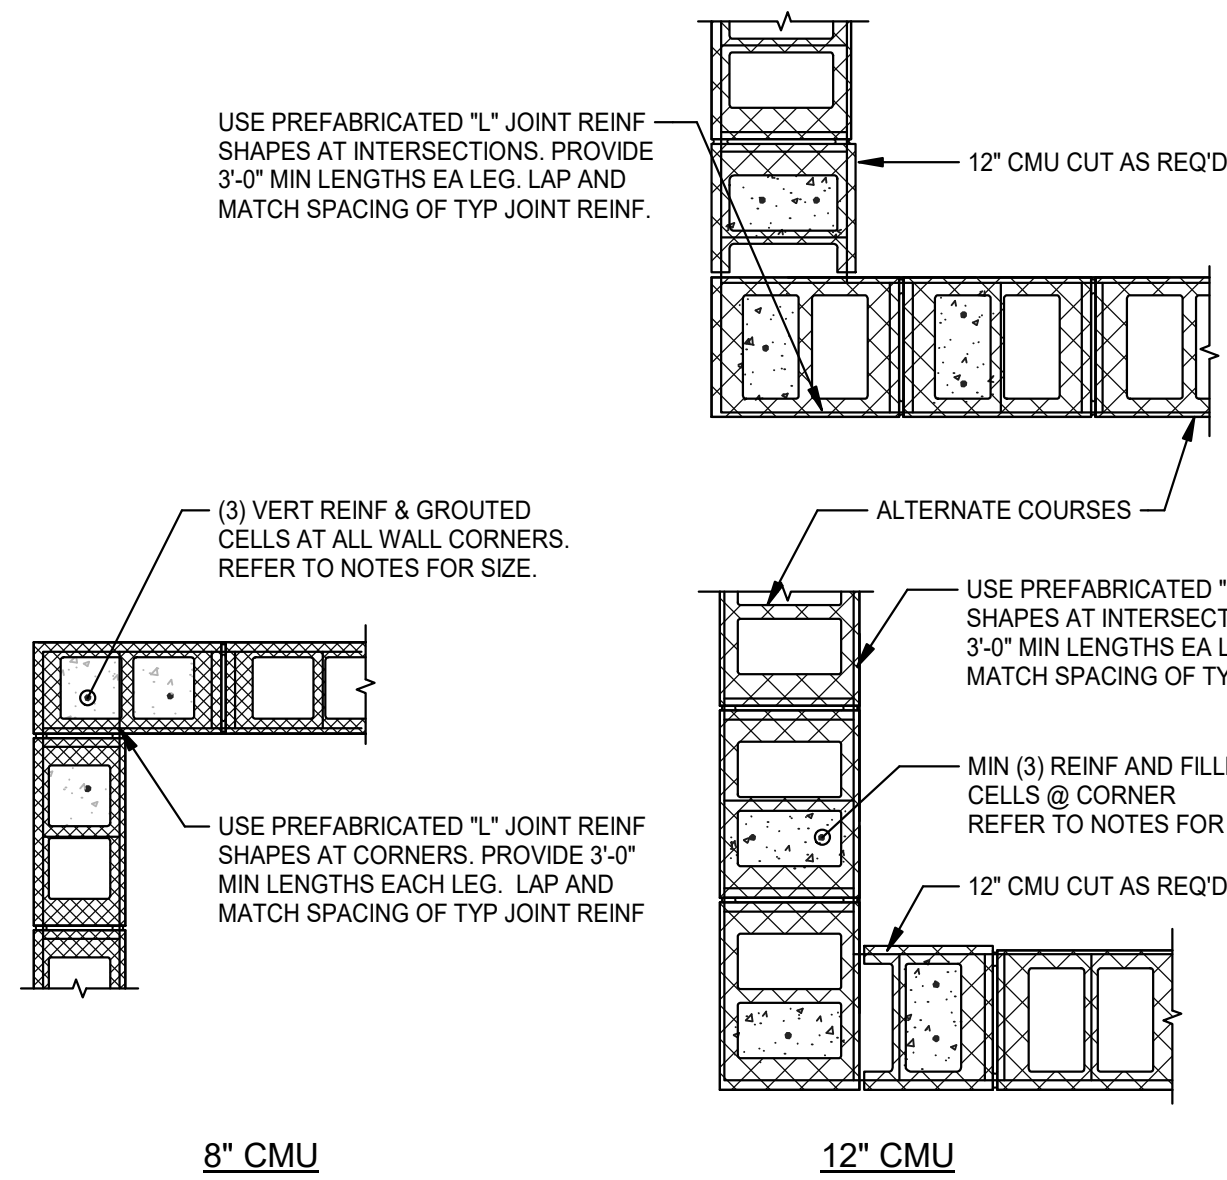 USE PREFABRICATED "L" JOINT REINF
SHAPES AT INTERSECTIONS. PROVIDE
3'-0" MIN LENGTHS EA LEG. LAP AND
MATCH SPACING OF TYP JOINT REINF.
12" CMU CUT AS REQ'D
(3) VERT REINF & GROUTED
CELLS AT ALL WALL CORNERS.
REFER TO NOTES FOR SIZE.
ALTERNATE COURSES
USE PREFABRICATED "
SHAPES AT INTERSECT
3'-0" MIN LENGTHS EA L
MATCH SPACING OF TY
MIN (3) REINF AND FILL
CELLS @ CORNER
REFER TO NOTES FOR
12" CMU CUT AS REQ'D
USE PREFABRICATED "L" JOINT REINF
SHAPES AT CORNERS. PROVIDE 3'-0"
MIN LENGTHS EACH LEG. LAP AND
MATCH SPACING OF TYP JOINT REINF
8" CMU
12" CMU